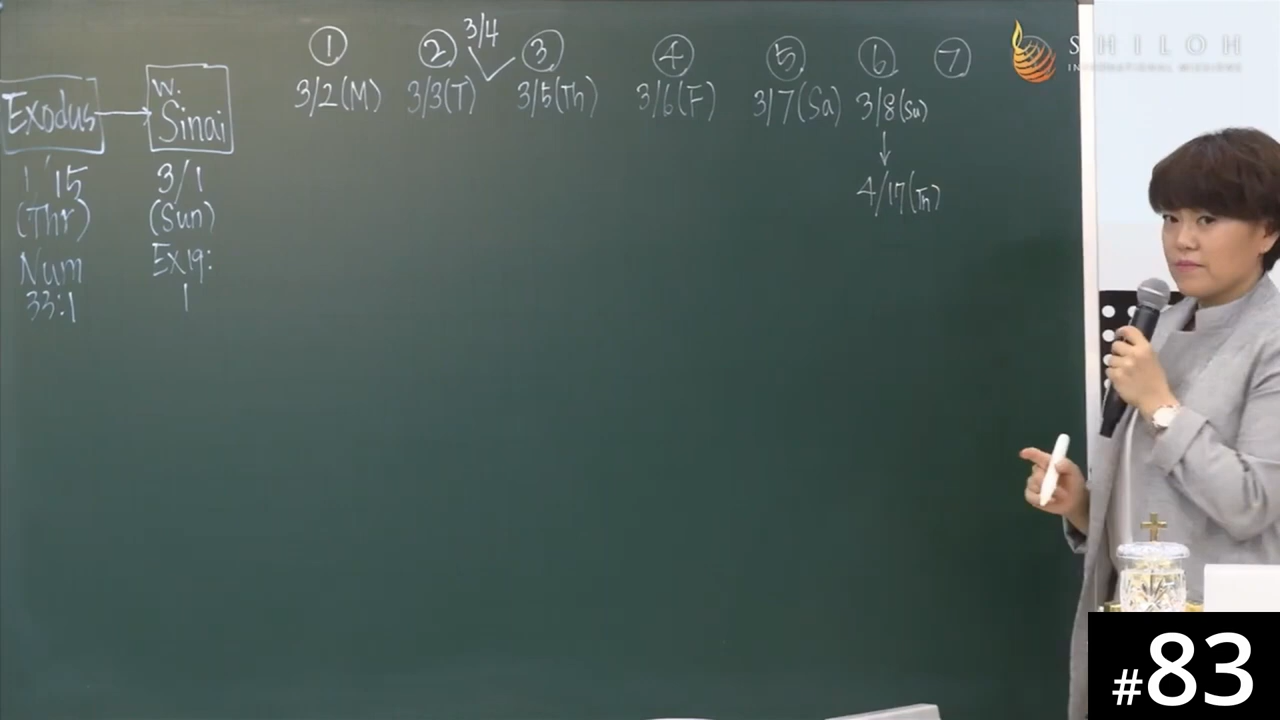 ① ② 3/4 ③ ④ ⑤ ⑥ ⑦
3/2(M) 3/3(T) 3/5(Th) 3/6(F) 3/7(Sa) 3/8(Su)
↓
4/17(Th)
Exodus → W. Sinai
1/15
(Thr)
Num
33:1
3/1
(Sun)
Ex19:
1
SHILOH
INTERNATIONAL MISSIONS
#83